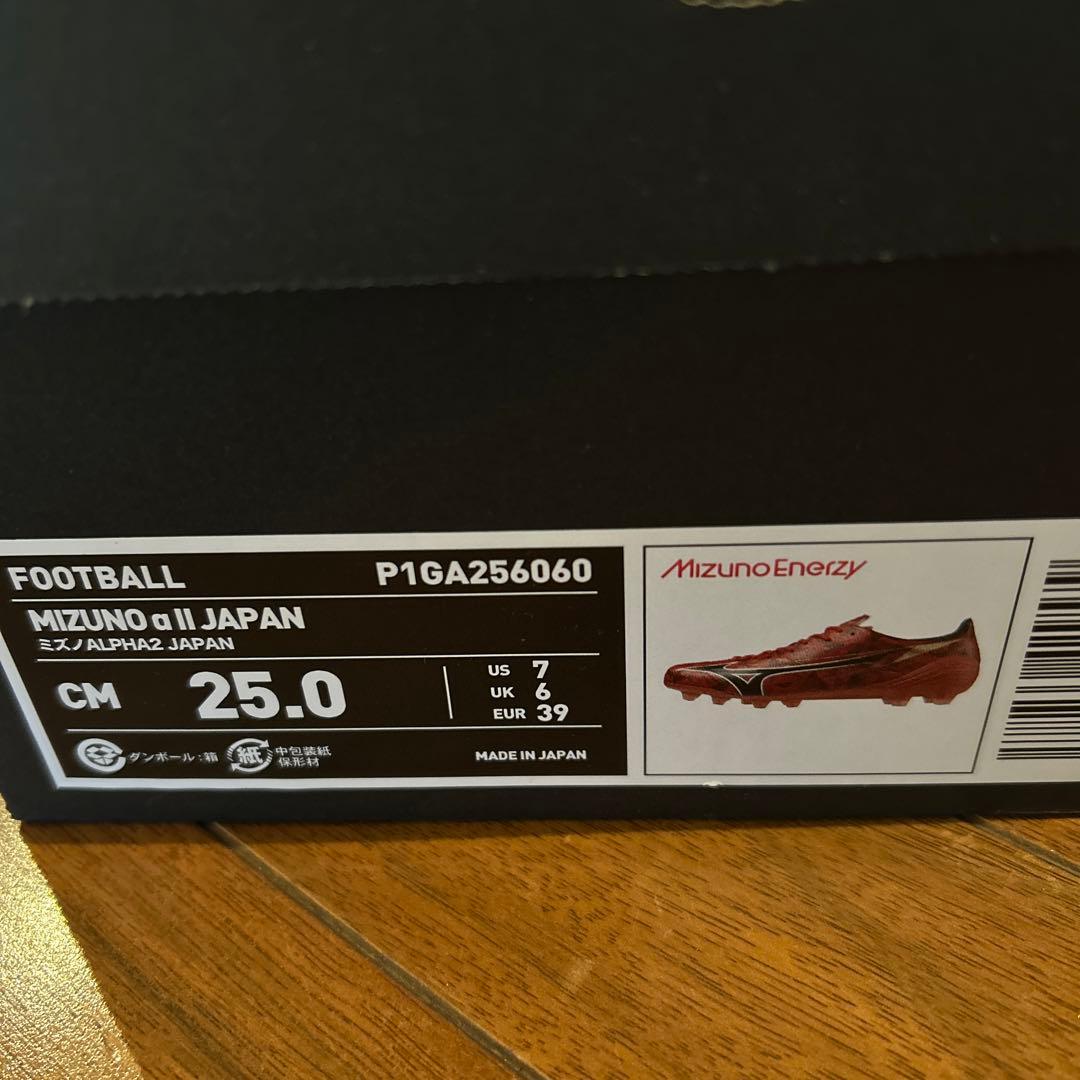 FOOTBALL P1GA256060
MIZUNO α II JAPAN
ミズノALPHA2 JAPAN
CM 25.0
US 7
UK 6
EUR 39
ダンボール:箱
紙 中包装紙
保形材
MADE IN JAPAN
MizunoEnerzy